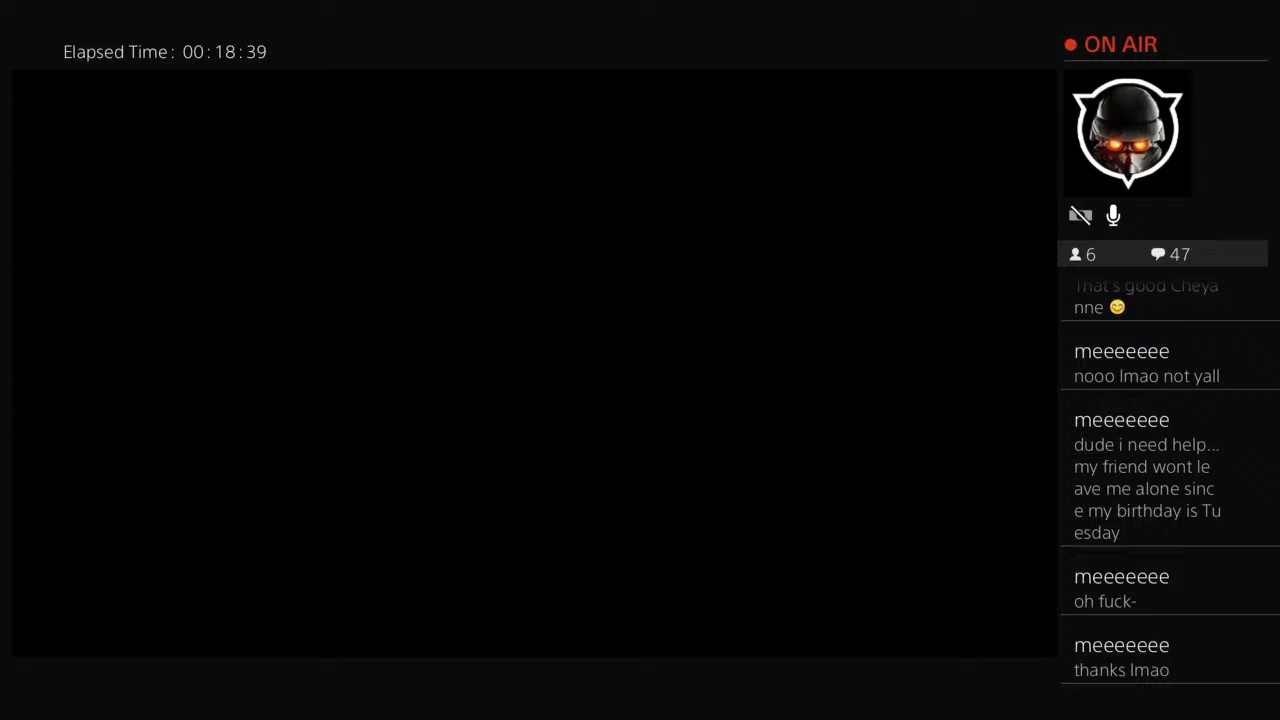 Elapsed Time: 00:18:39
ON AIR
6
47
That's good Cheya
nne 😊
meeeeeee
nooo lmao not yall
meeeeeee
dude i need help...
my friend wont le
ave me alone sinc
e my birthday is Tu
esday
meeeeeee
oh fuck-
meeeeeee
thanks lmao